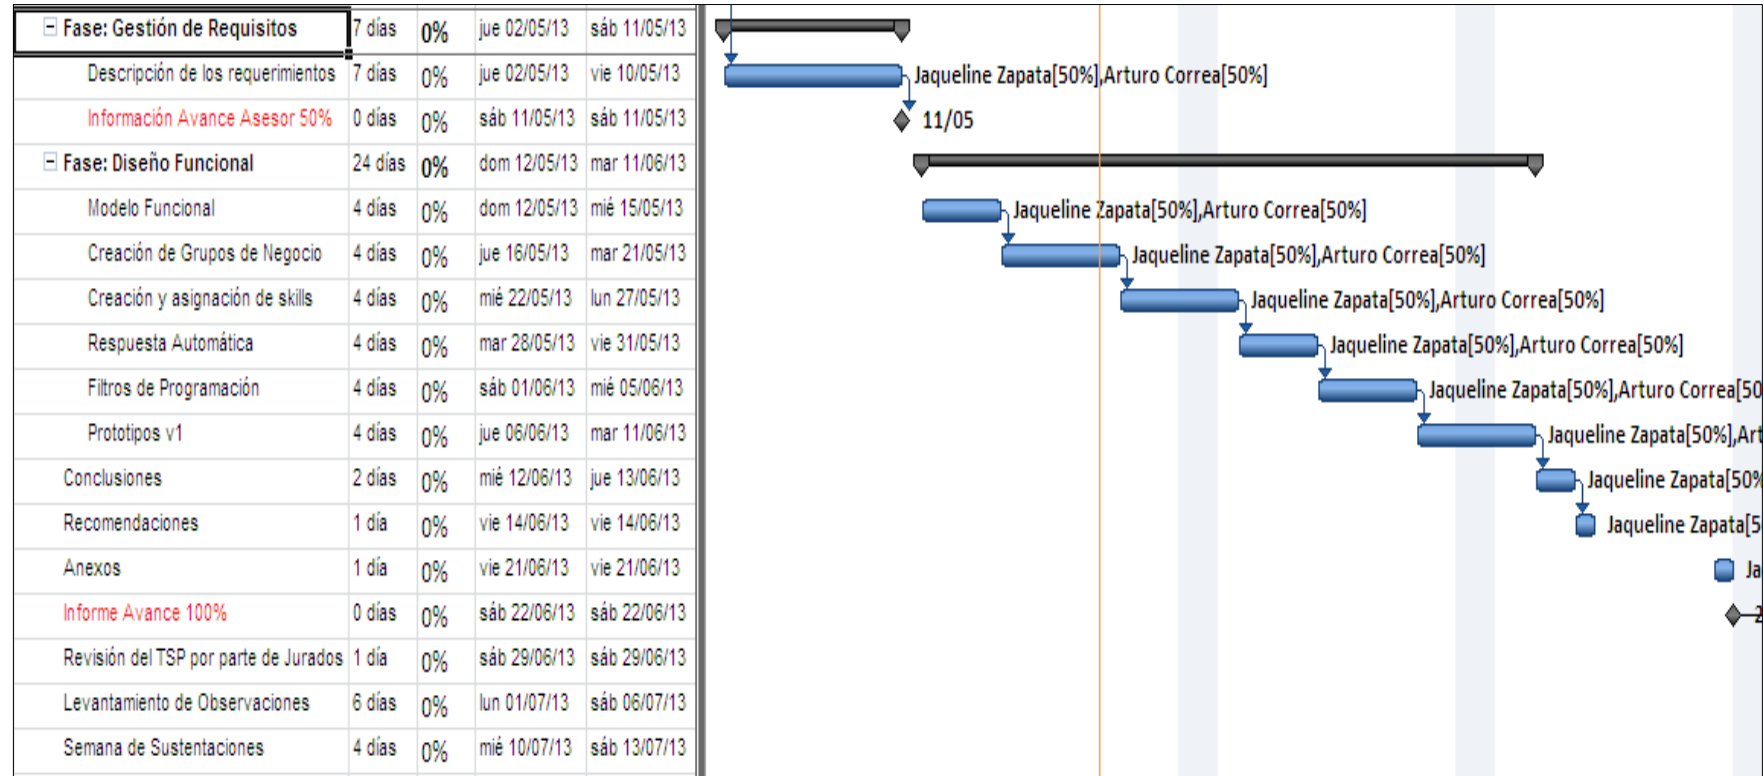 Fase: Gestión de Requisitos 7 días 0% jue 02/05/13 sáb 11/05/13
Descripción de los requerimientos 7 días 0% jue 02/05/13 vie 10/05/13 Jaqueline Zapata[50%],Arturo Correa[50%]
Información Avance Asesor 50% 0 días 0% sáb 11/05/13 sáb 11/05/13 11/05
Fase: Diseño Funcional 24 días 0% dom 12/05/13 mar 11/06/13
Modelo Funcional 4 días 0% dom 12/05/13 mié 15/05/13 Jaqueline Zapata[50%],Arturo Correa[50%]
Creación de Grupos de Negocio 4 días 0% jue 16/05/13 mar 21/05/13 Jaqueline Zapata[50%],Arturo Correa[50%]
Creación y asignación de skills 4 días 0% mié 22/05/13 lun 27/05/13 Jaqueline Zapata[50%],Arturo Correa[50%]
Respuesta Automática 4 días 0% mar 28/05/13 vie 31/05/13 Jaqueline Zapata[50%],Arturo Correa[50%]
Filtros de Programación 4 días 0% sáb 01/06/13 mié 05/06/13 Jaqueline Zapata[50%],Arturo Correa[50
Prototipos v1 4 días 0% jue 06/06/13 mar 11/06/13 Jaqueline Zapata[50%],Art
Conclusiones 2 días 0% mié 12/06/13 jue 13/06/13 Jaqueline Zapata[50%
Recomendaciones 1 día 0% vie 14/06/13 vie 14/06/13 Jaqueline Zapata[5
Anexos 1 día 0% vie 21/06/13 vie 21/06/13 Ja
Informe Avance 100% 0 días 0% sáb 22/06/13 sáb 22/06/13 2
Revisión del TSP por parte de Jurados 1 día 0% sáb 29/06/13 sáb 29/06/13
Levantamiento de Observaciones 6 días 0% lun 01/07/13 sáb 06/07/13
Semana de Sustentaciones 4 días 0% mié 10/07/13 sáb 13/07/13